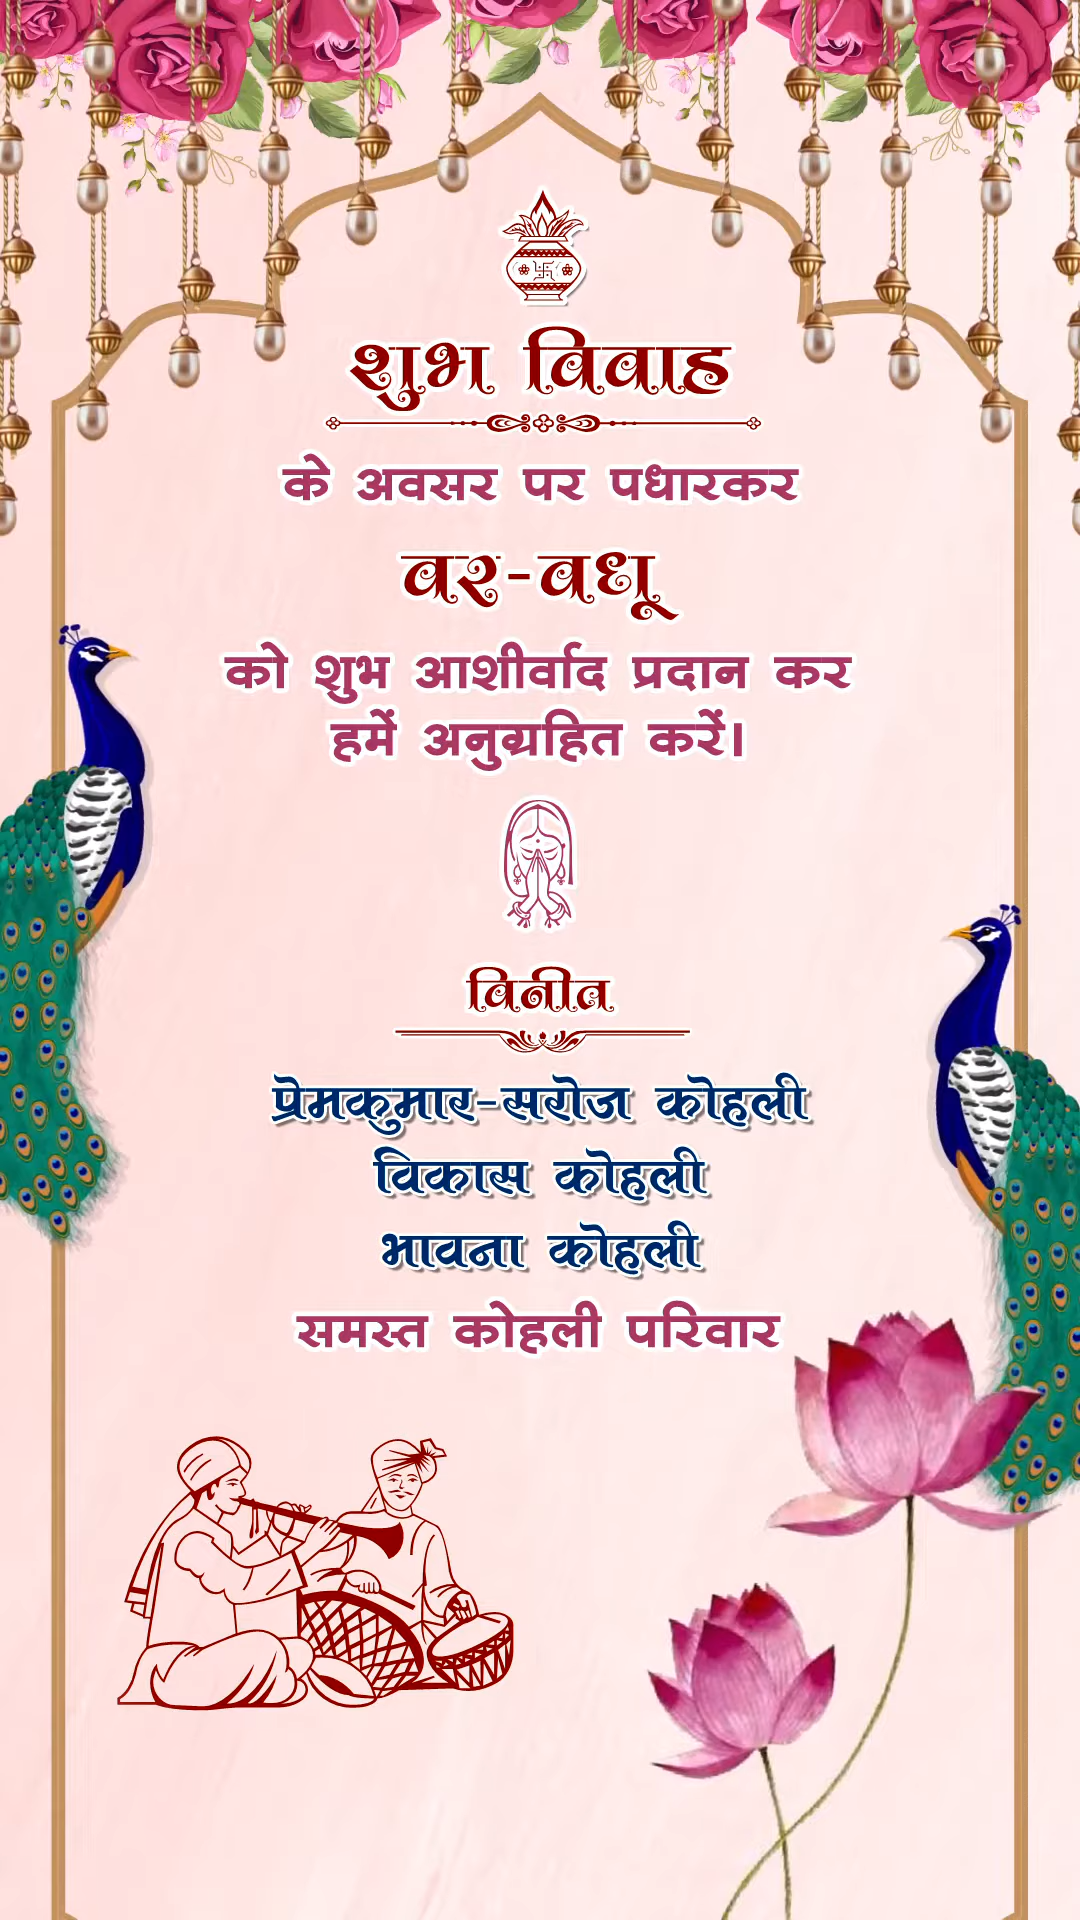 शुभ विवाह
के अवसर पर पधारकर
वर-वधू
को शुभ आशीर्वाद प्रदान कर
हमें अनुग्रहित करें।
विनीत
प्रेमकुमार-सरोज कोहली
विकास कोहली
भावना कोहली
समस्त कोहली परिवार